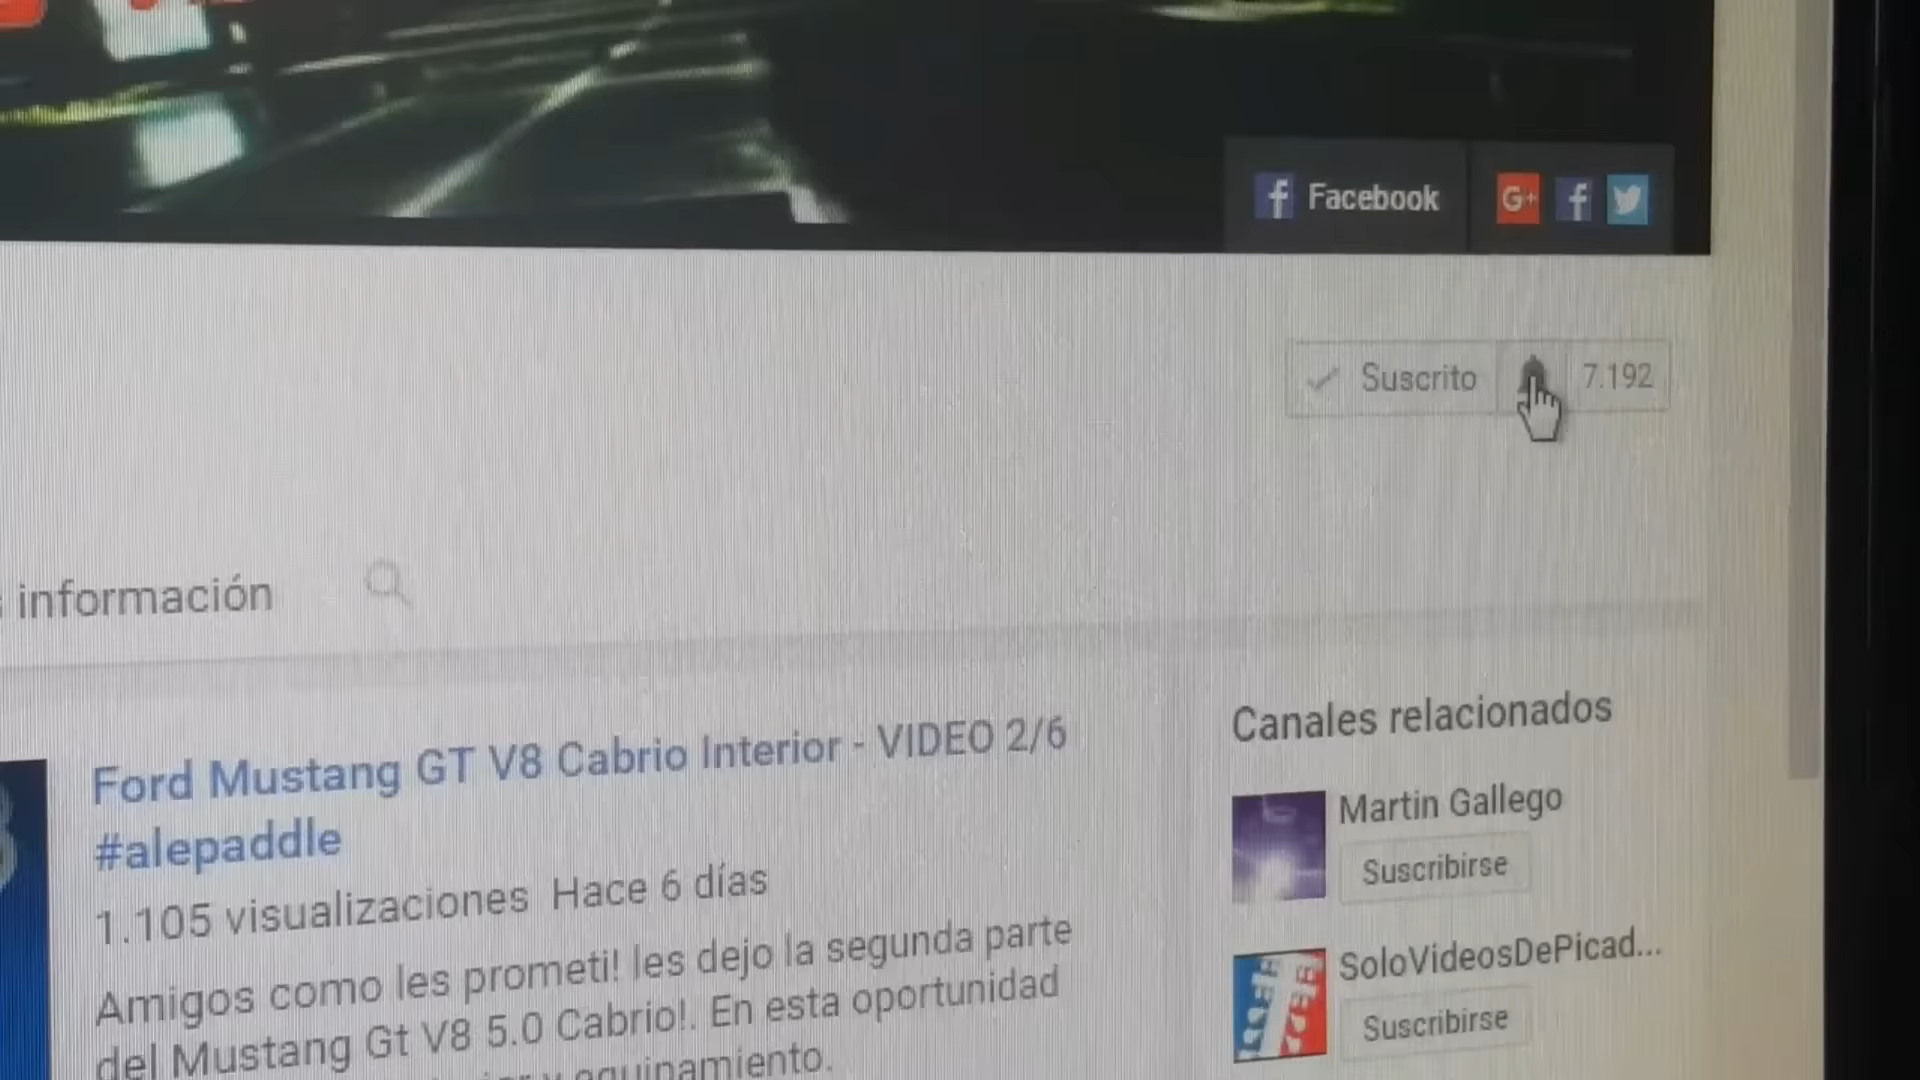 Facebook
G+
Suscrito
7.192
información
Ford Mustang GT V8 Cabrio Interior - VIDEO 2/6
#alepaddle
1.105 visualizaciones Hace 6 días
Amigos como les prometi! les dejo la segunda parte
del Mustang Gt V8 5.0 Cabrio!. En esta oportunidad
y equipamiento.
Canales relacionados
Martin Gallego
Suscribirse
SoloVideosDePicad...
Suscribirse